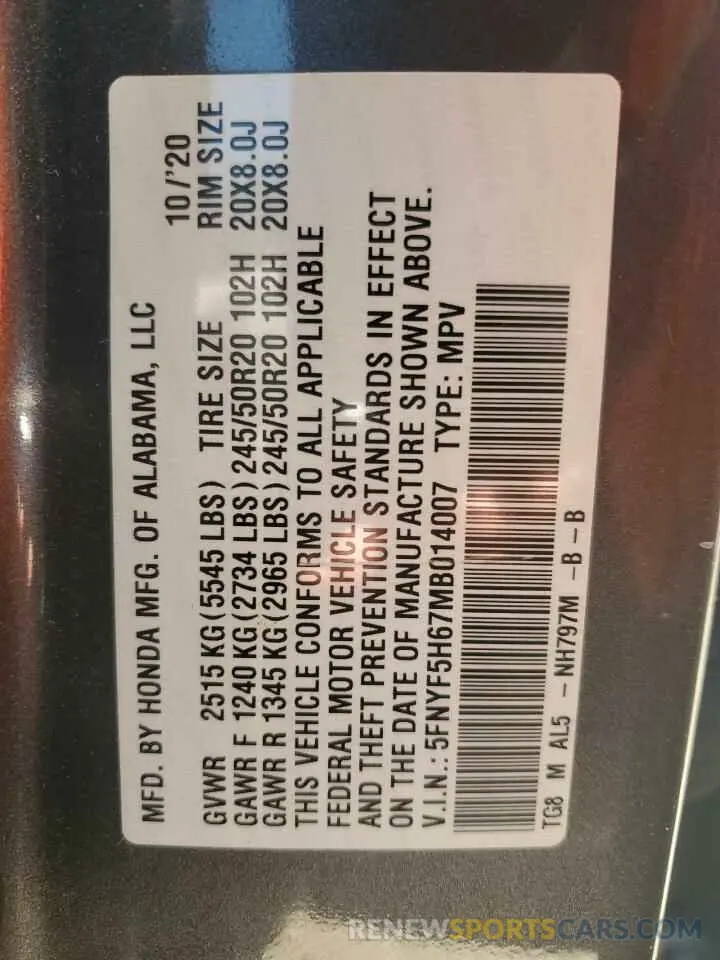 MFD. BY HONDA MFG. OF ALABAMA, LLC
10/'20
GVWR 2515 KG(5545 LBS) TIRE SIZE RIM SIZE
GAWR F 1240 KG(2734 LBS)245/50R20 102H 20X8.0J
GAWR R 1345 KG(2965 LBS)245/50R20 102H 20X8.0J
THIS VEHICLE CONFORMS TO ALL APPLICABLE
FEDERAL MOTOR VEHICLE SAFETY
AND THEFT PREVENTION STANDARDS IN EFFECT
ON THE DATE OF MANUFACTURE SHOWN ABOVE.
V.I.N.: 5FNYF5H67MB014007 TYPE: MPV
TG8 M AL5 -NH797M -B-B
RENEWSPORTSCARS.COM